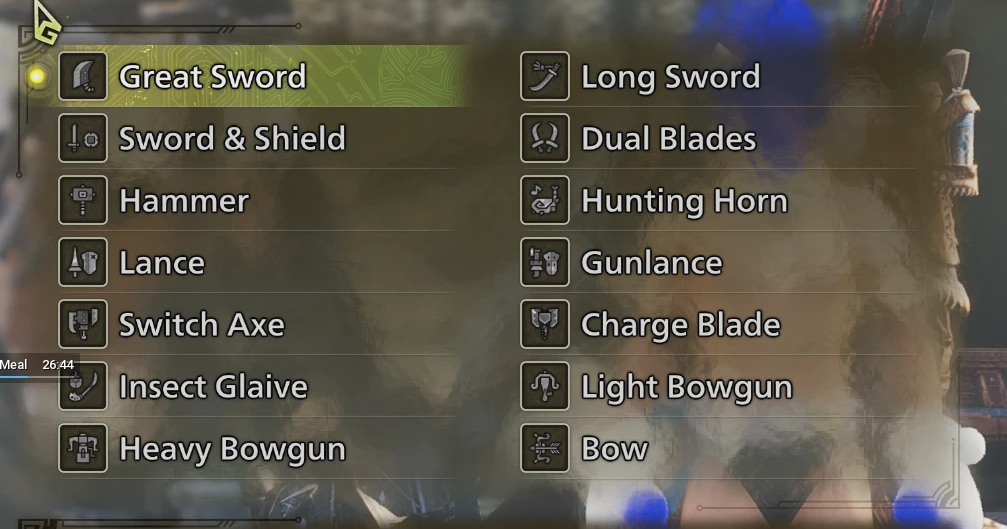 Great Sword
Long Sword
Sword & Shield
Dual Blades
Hammer
Hunting Horn
Lance
Gunlance
Switch Axe
Charge Blade
Meal 26:44
Insect Glaive
Light Bowgun
Heavy Bowgun
Bow